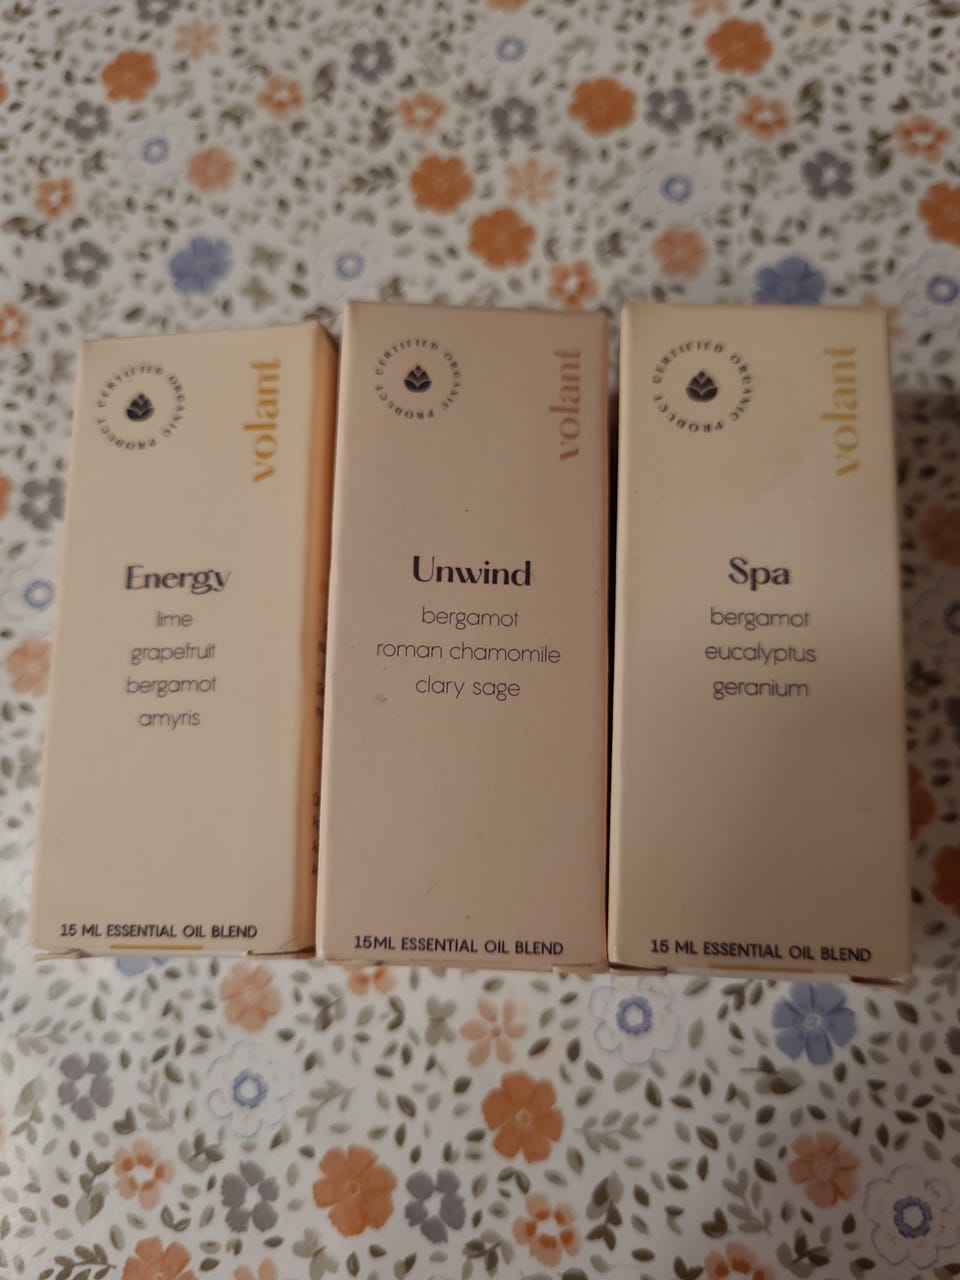 CERTIFIED ORGANIC PRODUCT
volant
Energy
lime
grapefruit
bergamot
amyris
15 ML ESSENTIAL OIL BLEND
CERTIFIED ORGANIC PRODUCT
volant
Unwind
bergamot
roman chamomile
clary sage
15ML ESSENTIAL OIL BLEND
CERTIFIED ORGANIC PRODUCT
volant
Spa
bergamot
eucalyptus
geranium
15 ML ESSENTIAL OIL BLEND